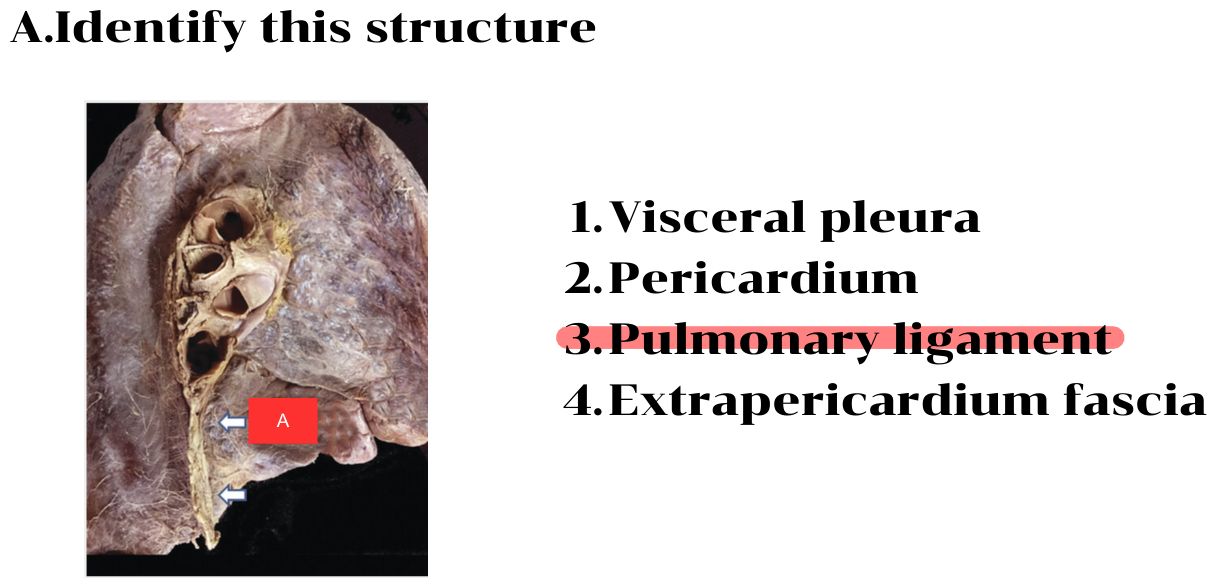 A.Identify this structure
1. Visceral pleura
2. Pericardium
3. Pulmonary ligament
A
4. Extrapericardium fascia